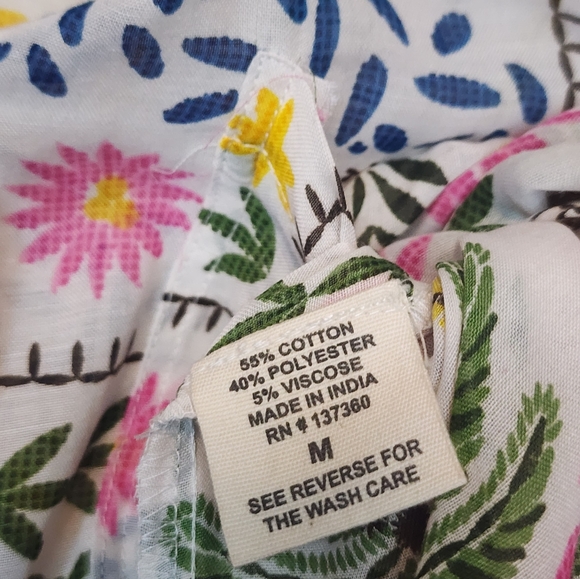 55% COTTON
40% POLYESTER
5% VISCOSE
MADE IN INDIA
RN # 137360
M
SEE REVERSE FOR
THE WASH CARE